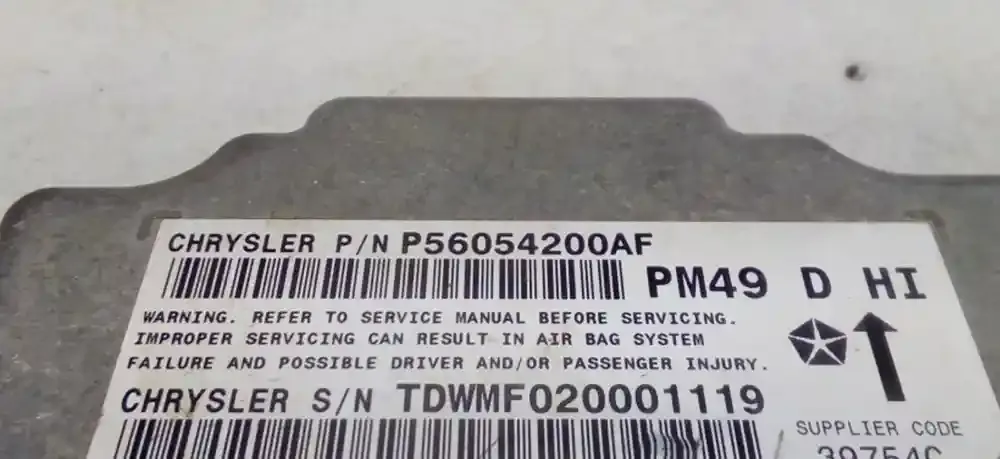 CHRYSLER P/N P56054200AF
PM49 D HI
WARNING. REFER TO SERVICE MANUAL BEFORE SERVICING.
IMPROPER SERVICING CAN RESULT IN AIR BAG SYSTEM
FAILURE AND POSSIBLE DRIVER AND/OR PASSENGER INJURY.
CHRYSLER S/N TDWMF020001119
SUPPLIER CODE